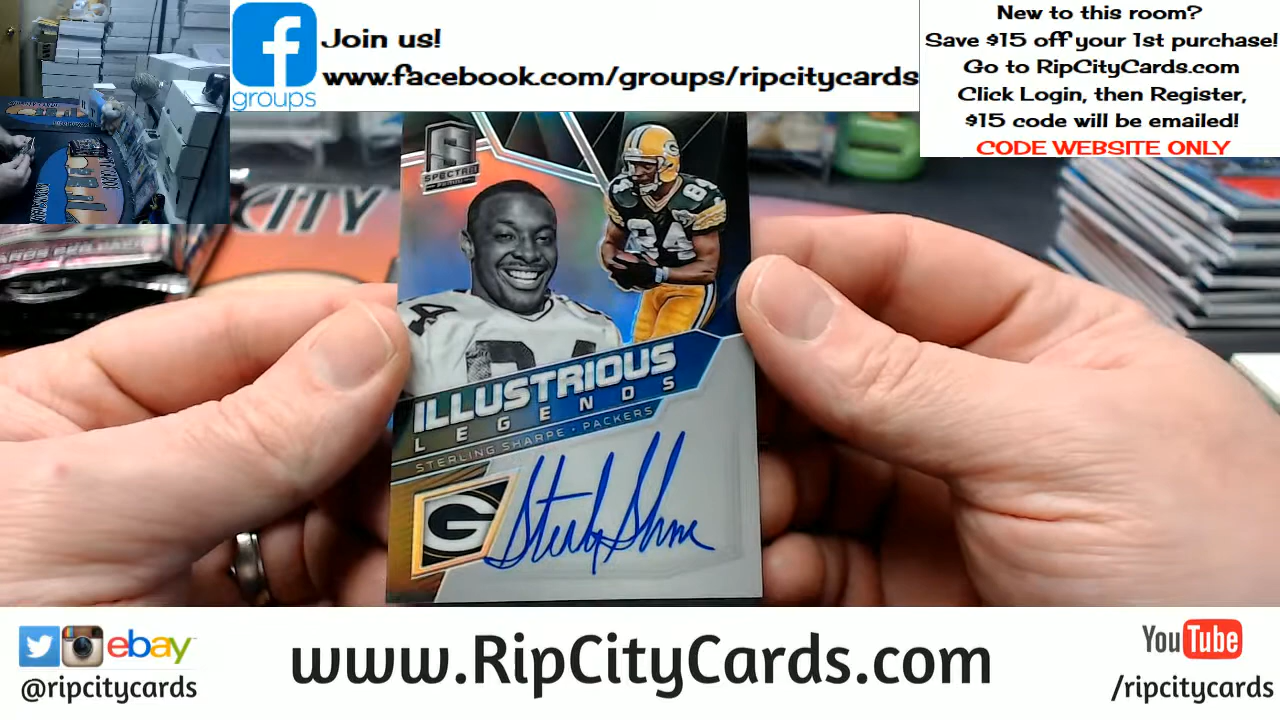 Join us!
www.facebook.com/groups/ripcitycards
groups
New to this room?
Save $15 off your 1st purchase!
Go to RipCityCards.com
Click Login, then Register,
$15 code will be emailed!
CODE WEBSITE ONLY
CITY
SPECTRA
84
ILLUSTRIOUS
LEGENDS
STERLING SHARPE • PACKERS
G
ebay
@ripcitycards
www.RipCityCards.com
YouTube
/ripcitycards